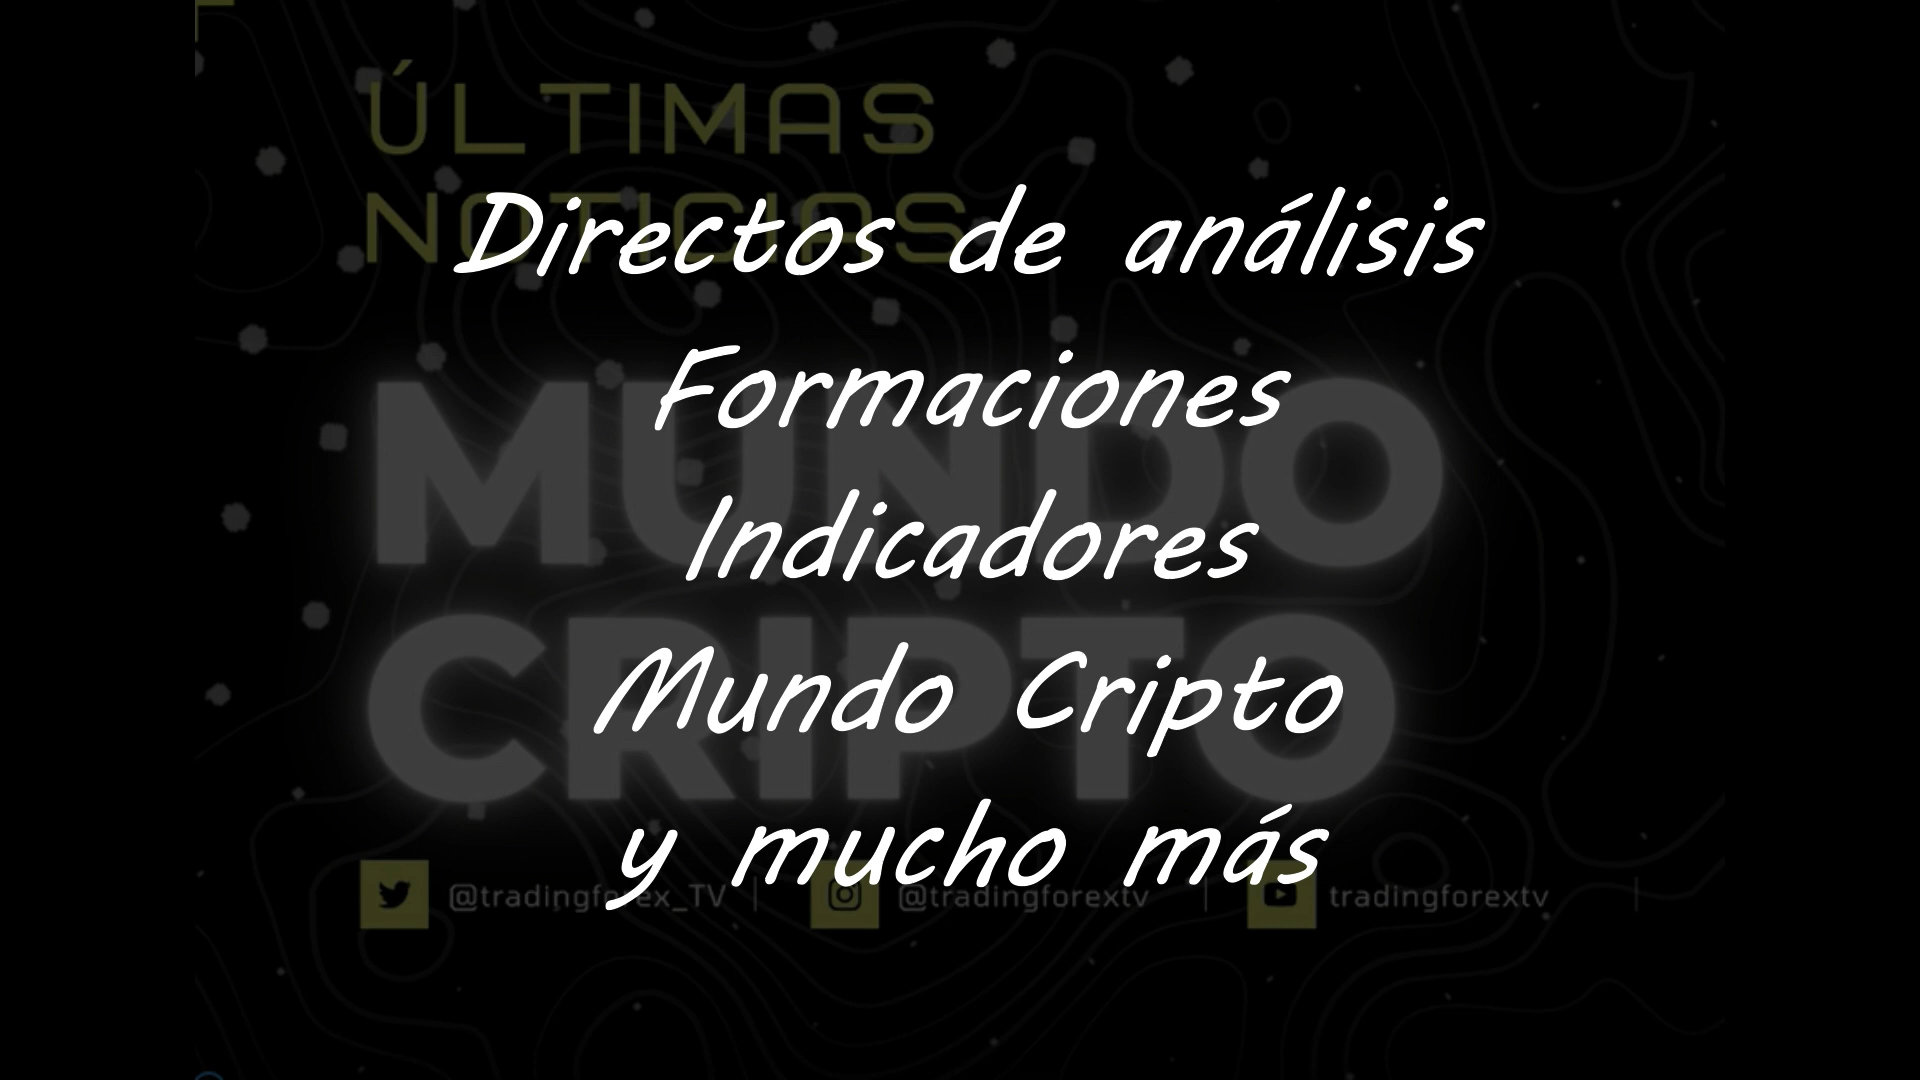 ÚLTIMAS
NOTICIAS
Directos de análisis
Formaciones
MUNDO
Indicadores
CRIPTO
Mundo Cripto
y mucho más
@tradingforex_TV | @tradingforextv | tradingforextv |